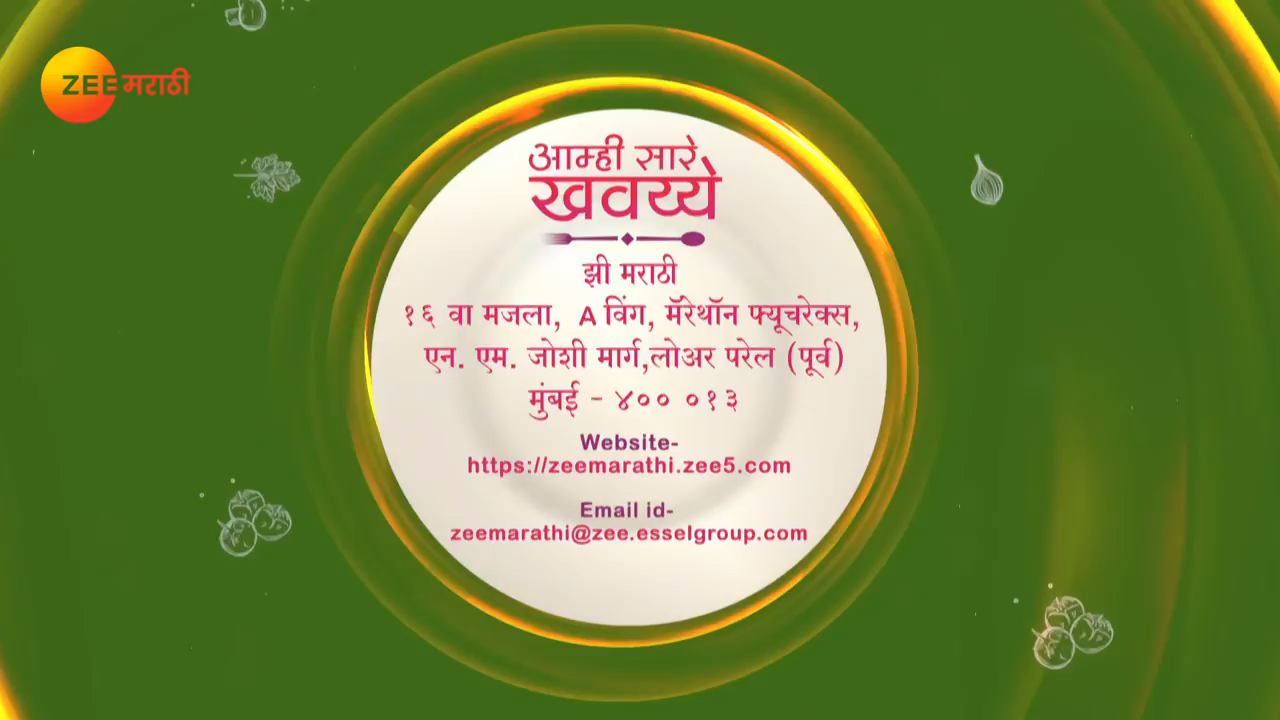 ZEE मराठी
आम्ही सारे
खवय्ये
झी मराठी
१६ वा मजला, A विंग, मॅरेथॉन फ्यूचरेक्स,
एन. एम. जोशी मार्ग,लोअर परेल (पूर्व)
मुंबई - ४०० ०१३
Website-
https://zeemarathi.zee5.com
Email id-
zeemarathi@zee.esselgroup.com